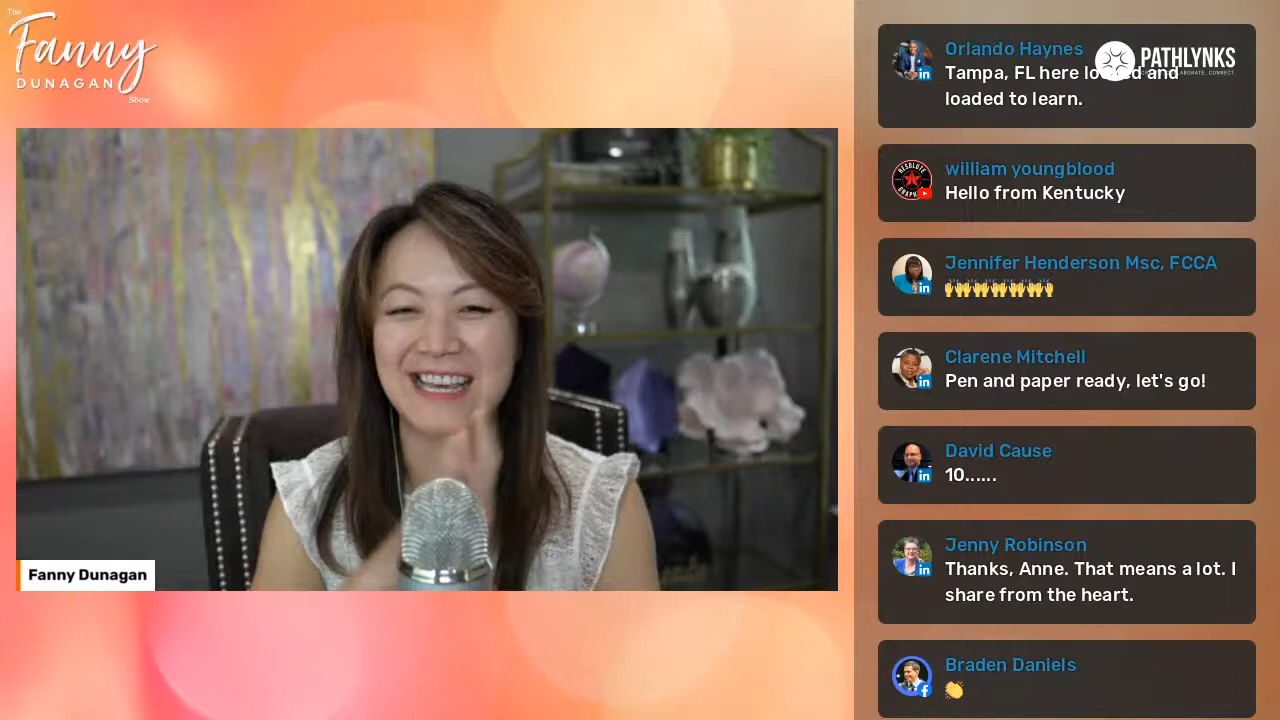 The
Fanny
DUNAGAN
Show
Fanny Dunagan
Orlando Haynes
PATHLYNKS
Tampa, FL here and
loaded to learn.
william youngblood
Hello from Kentucky
Jennifer Henderson Msc, FCCA
🙌🙌🙌🙌🙌🙌🙌
Clarene Mitchell
Pen and paper ready, let's go!
David Cause
10......
Jenny Robinson
Thanks, Anne. That means a lot. I
share from the heart.
Braden Daniels
👏